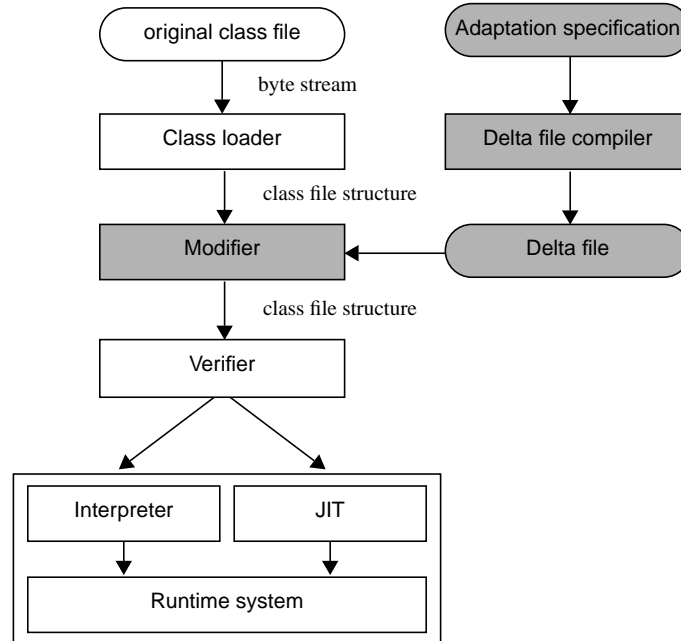 original class file
Adaptation specification
byte stream
Class loader
Delta file compiler
class file structure
Modifier
Delta file
class file structure
Verifier
Interpreter
JIT
Runtime system